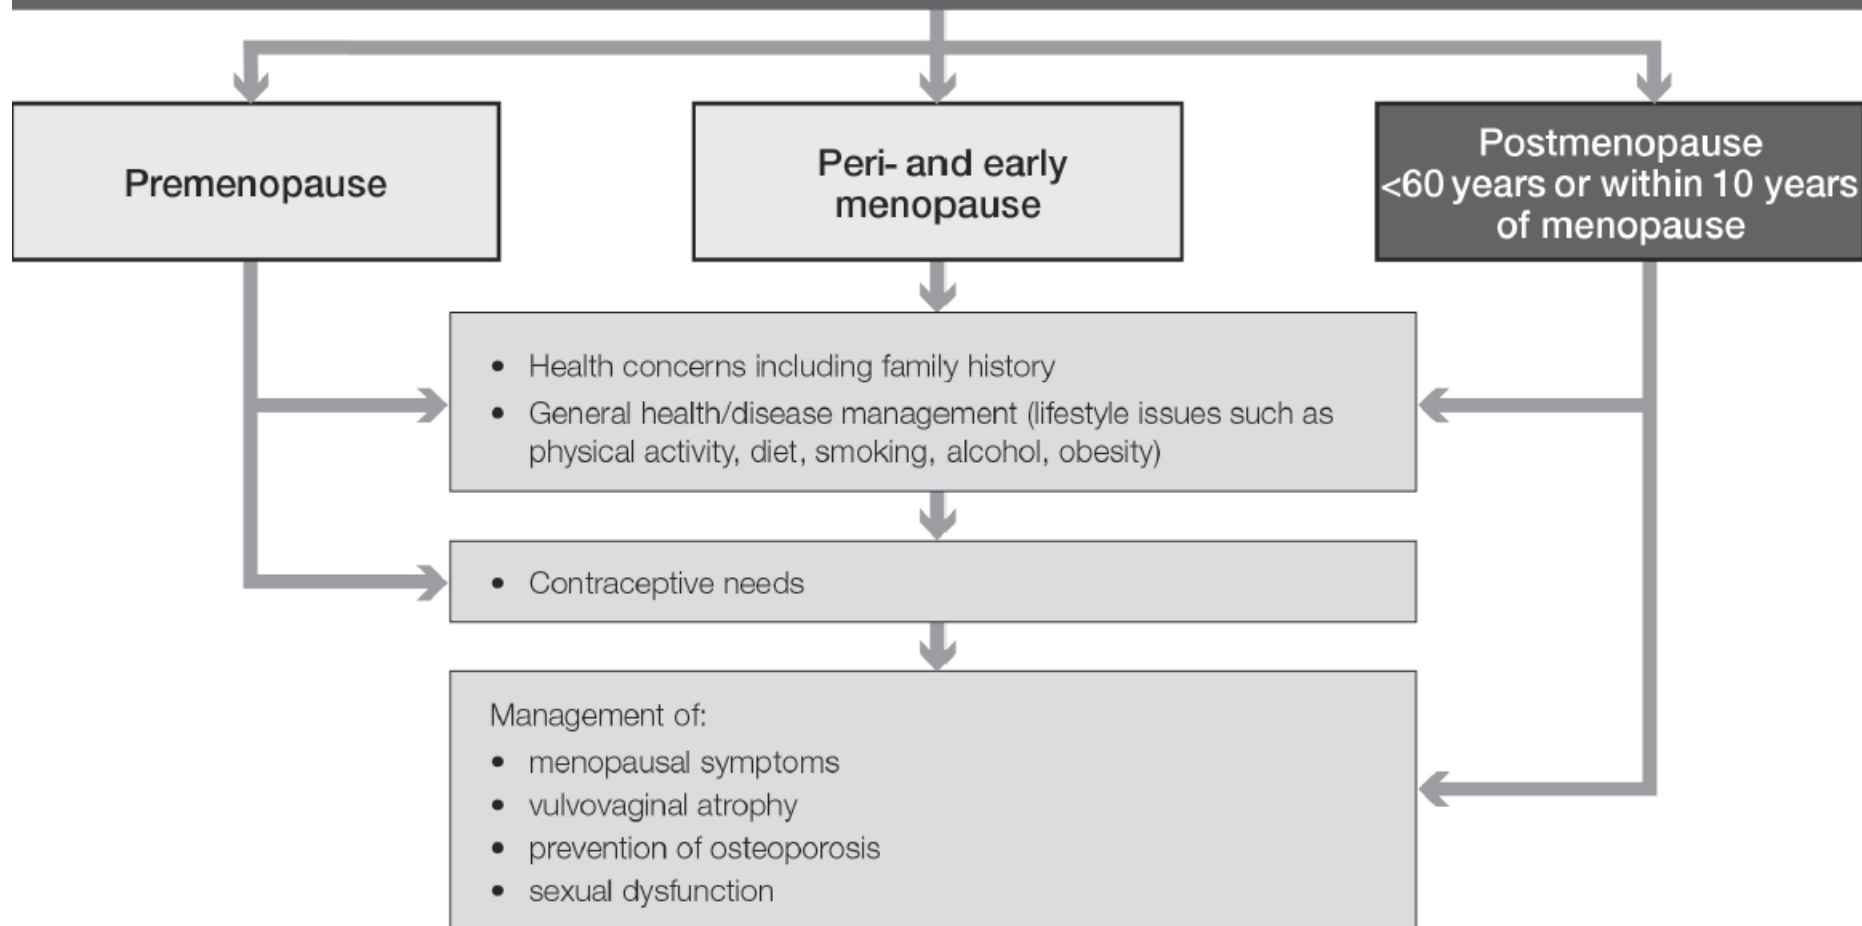 Premenopause
Peri- and early
menopause
Postmenopause
<60 years or within 10 years
of menopause
• Health concerns including family history
• General health/disease management (lifestyle issues such as
physical activity, diet, smoking, alcohol, obesity)
• Contraceptive needs
Management of:
• menopausal symptoms
• vulvovaginal atrophy
• prevention of osteoporosis
• sexual dysfunction